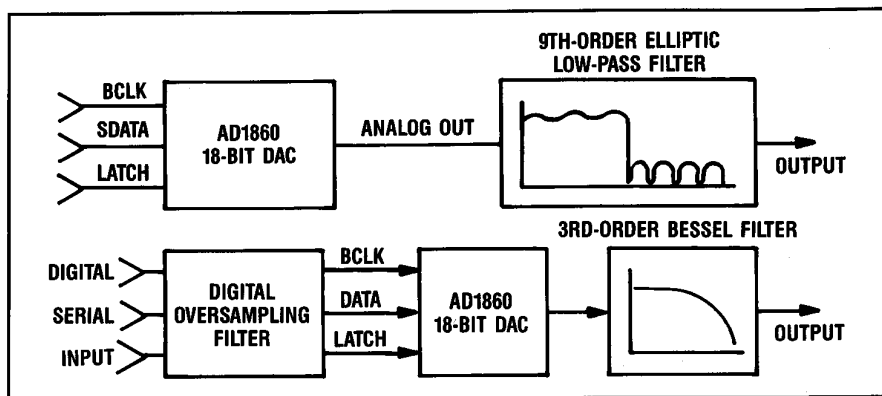 9TH-ORDER ELLIPTIC
LOW-PASS FILTER
BCLK
SDATA
LATCH
AD1860
18-BIT DAC
ANALOG OUT
OUTPUT
3RD-ORDER BESSEL FILTER
DIGITAL
SERIAL
INPUT
DIGITAL
OVERSAMPLING
FILTER
BCLK
DATA
LATCH
AD1860
18-BIT DAC
OUTPUT